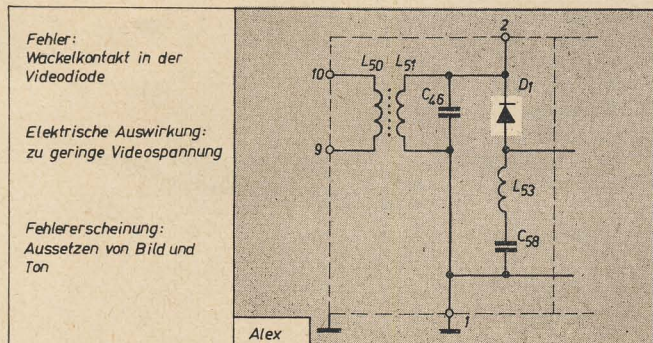 Fehler:
Wackelkontakt in der
Videodiode
Elektrische Auswirkung:
zu geringe Videospannung
Fehlererscheinung:
Aussetzen von Bild und
Ton
Alex
2
10
L50
L51
D1
C46
9
L53
C58
1